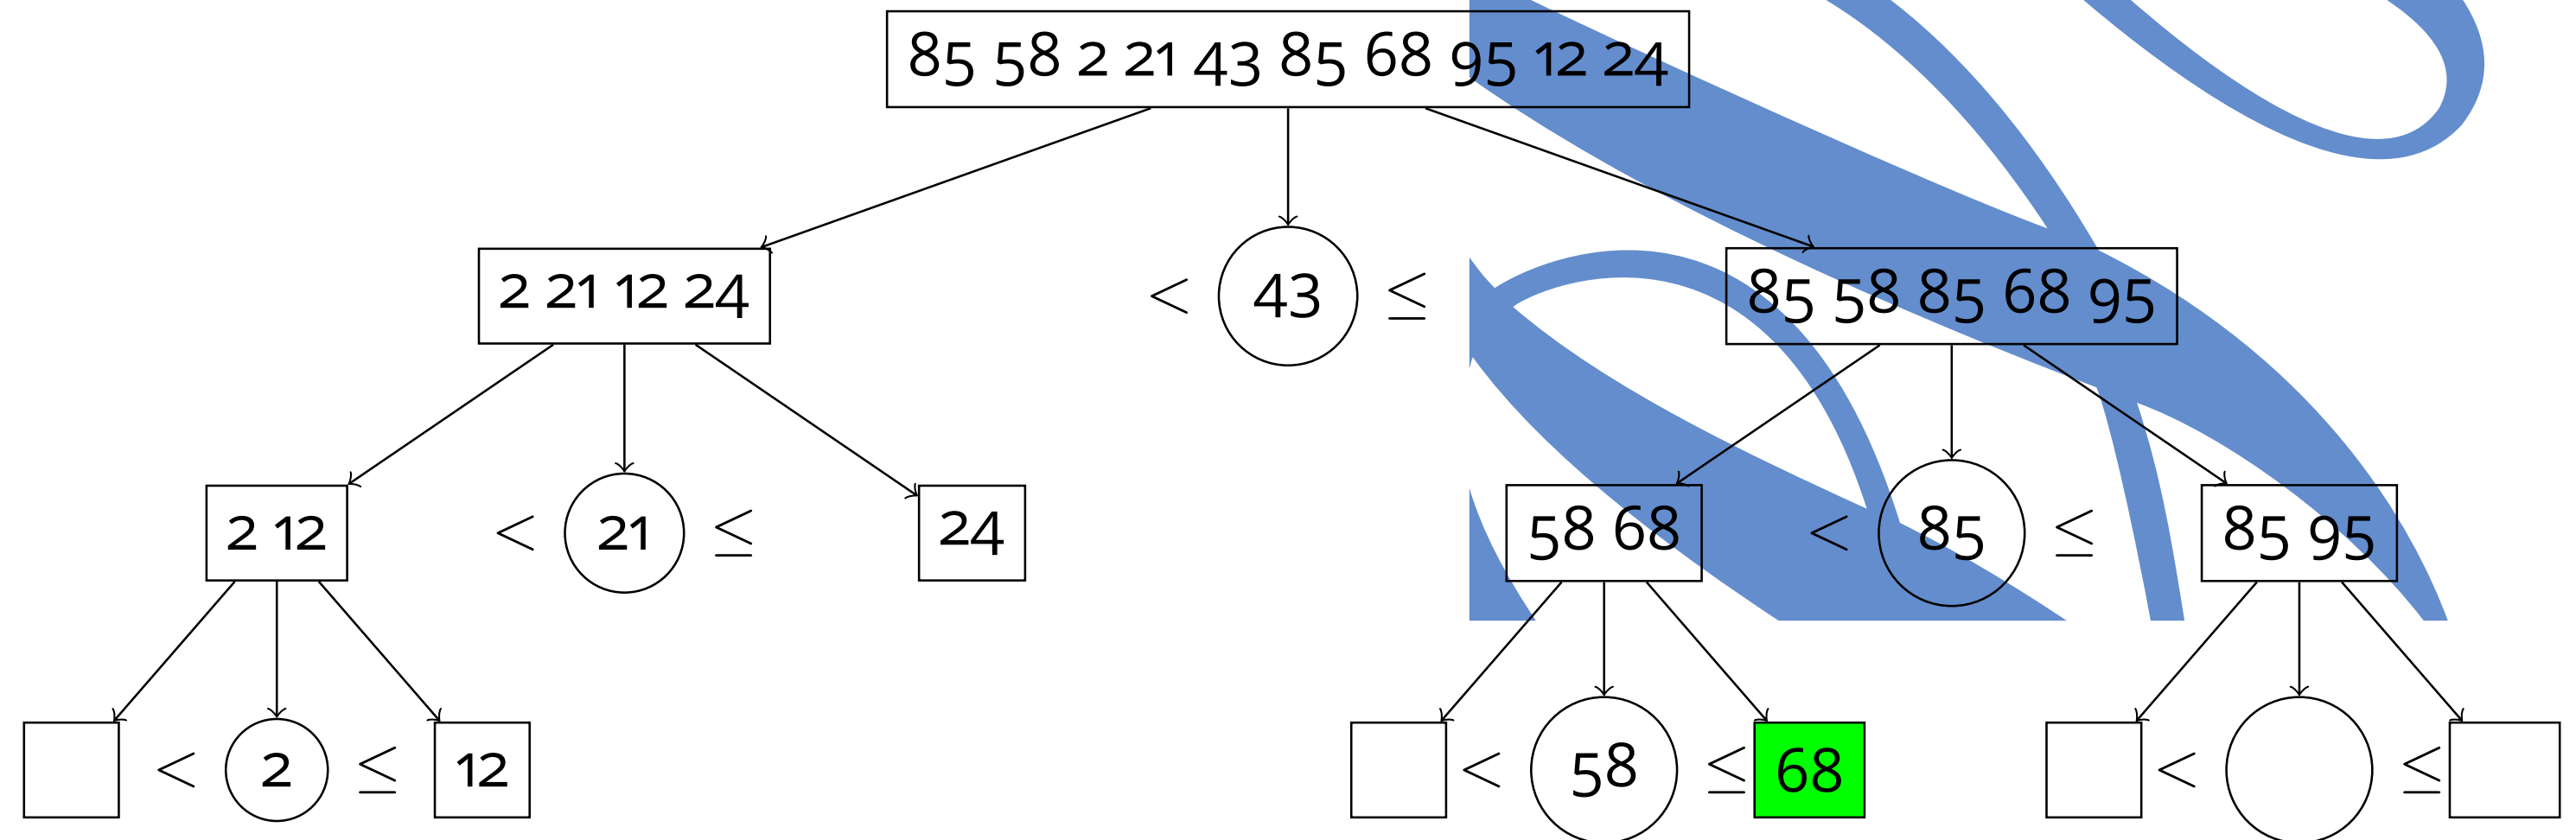 85 58 2 21 43 85 68 95 12 24
2 21 12 24 < 43 ≤ 85 58 85 68 95
2 12 < 21 ≤ 24 58 68 < 85 ≤ 85 95
< 2 ≤ 12 < 58 ≤ 68 < ≤